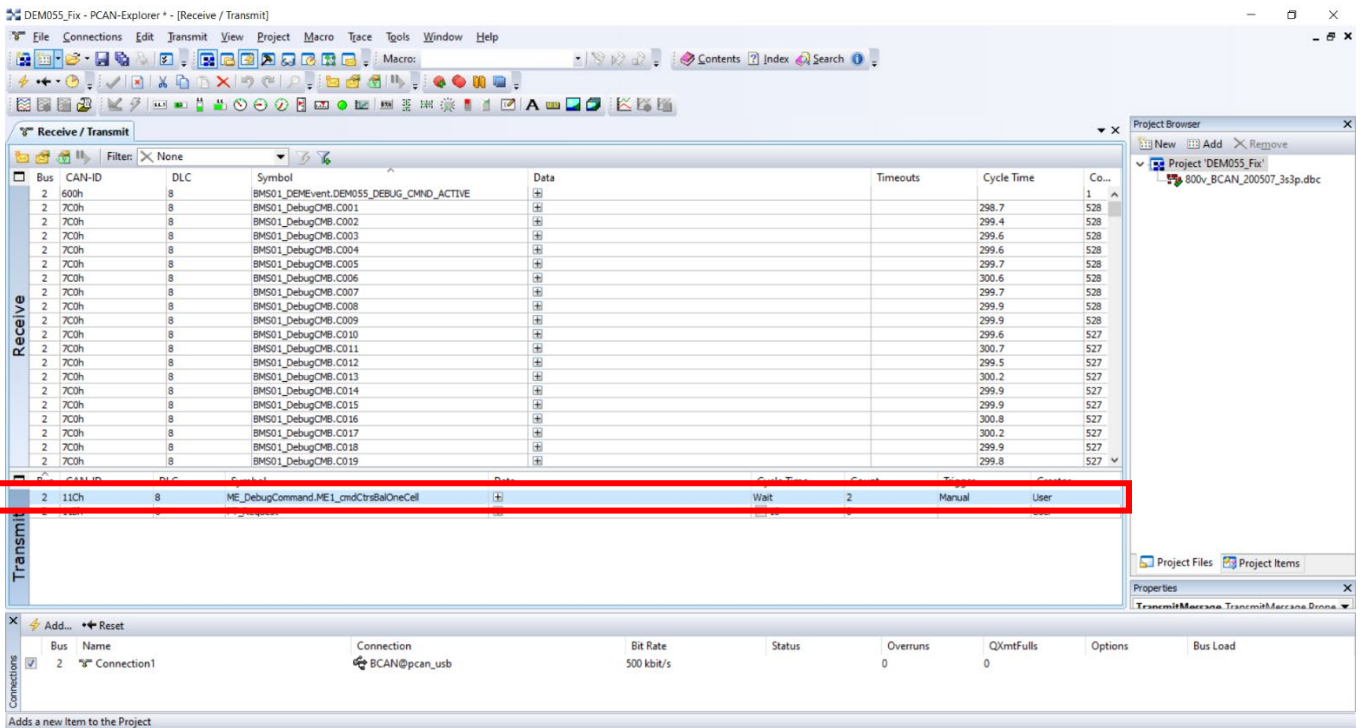 DEM055_Fix - PCAN-Explorer * - [Receive / Transmit]
File Connections Edit Transmit View Project Macro Trace Tools Window Help
Macro: Contents Index Search
Receive / Transmit
Filter: None
Bus CAN-ID DLC Symbol Data Timeouts Cycle Time Co...
2 600h 8 BMS01_DEMEvent.DEM055_DEBUG_CMND_ACTIVE 1
2 7C0h 8 BMS01_DebugCMB.C001 298.7 528
2 7C0h 8 BMS01_DebugCMB.C002 299.4 528
2 7C0h 8 BMS01_DebugCMB.C003 299.6 528
2 7C0h 8 BMS01_DebugCMB.C004 299.6 528
2 7C0h 8 BMS01_DebugCMB.C005 299.7 528
2 7C0h 8 BMS01_DebugCMB.C006 300.6 528
2 7C0h 8 BMS01_DebugCMB.C007 299.7 528
2 7C0h 8 BMS01_DebugCMB.C008 299.9 528
2 7C0h 8 BMS01_DebugCMB.C009 299.9 528
2 7C0h 8 BMS01_DebugCMB.C010 299.6 527
2 7C0h 8 BMS01_DebugCMB.C011 300.7 527
2 7C0h 8 BMS01_DebugCMB.C012 299.5 527
2 7C0h 8 BMS01_DebugCMB.C013 300.2 527
2 7C0h 8 BMS01_DebugCMB.C014 299.9 527
2 7C0h 8 BMS01_DebugCMB.C015 299.9 527
2 7C0h 8 BMS01_DebugCMB.C016 300.8 527
2 7C0h 8 BMS01_DebugCMB.C017 300.2 527
2 7C0h 8 BMS01_DebugCMB.C018 299.9 527
2 7C0h 8 BMS01_DebugCMB.C019 299.8 527
Receive
2 11Ch 8 ME_DebugCommand.ME1_cmdCtrsBalOneCell Wait 2 Manual User
Transmit
Project Browser
New Add Remove
Project 'DEM055_Fix'
800v_BCAN_200507_3s3p.dbc
Project Files Project Items
Properties
Add... Reset
Bus Name Connection Bit Rate Status Overruns QXmtFulls Options Bus Load
2 Connection1 BCAN@pcan_usb 500 kbit/s 0 0
Connections
Adds a new Item to the Project